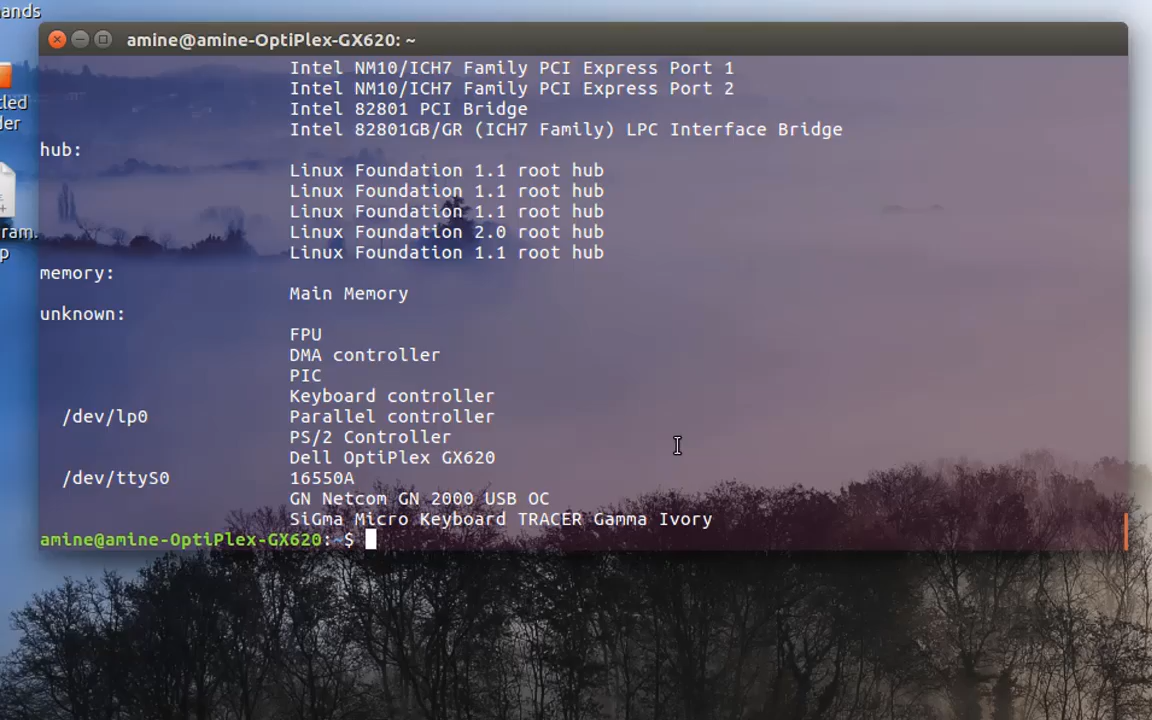 ands
amine@amine-OptiPlex-GX620: ~
Intel NM10/ICH7 Family PCI Express Port 1
Intel NM10/ICH7 Family PCI Express Port 2
Intel 82801 PCI Bridge
Intel 82801GB/GR (ICH7 Family) LPC Interface Bridge
hub:
Linux Foundation 1.1 root hub
Linux Foundation 1.1 root hub
Linux Foundation 1.1 root hub
Linux Foundation 2.0 root hub
Linux Foundation 1.1 root hub
memory:
Main Memory
unknown:
FPU
DMA controller
PIC
Keyboard controller
/dev/lp0 Parallel controller
PS/2 Controller
Dell OptiPlex GX620
/dev/ttyS0 16550A
GN Netcom GN 2000 USB OC
SiGma Micro Keyboard TRACER Gamma Ivory
amine@amine-OptiPlex-GX620:~$
tled
der
ram.
p